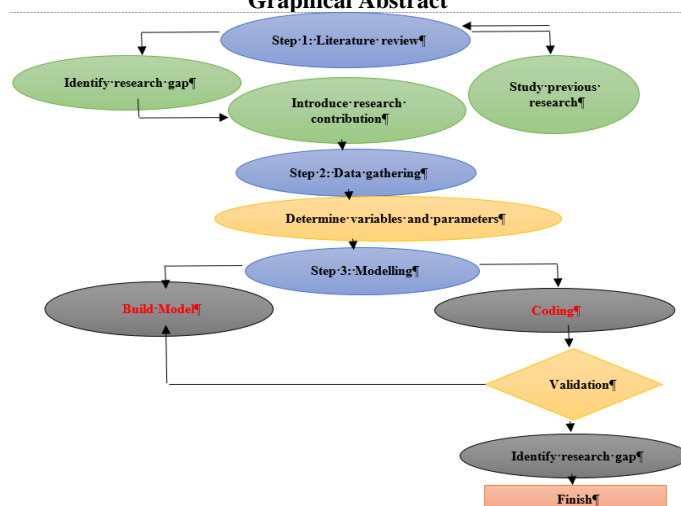 Graphical Abstract
Step·1:·Literature·review¶
Identify·research·gap¶
Study·previous·
research¶
Introduce·research·
contribution¶
Step·2:·Data·gathering¶
Determine·variables·and·parameters¶
Step·3:·Modelling¶
Build·Model¶
Coding¶
Validation¶
Identify·research·gap¶
Finish¶